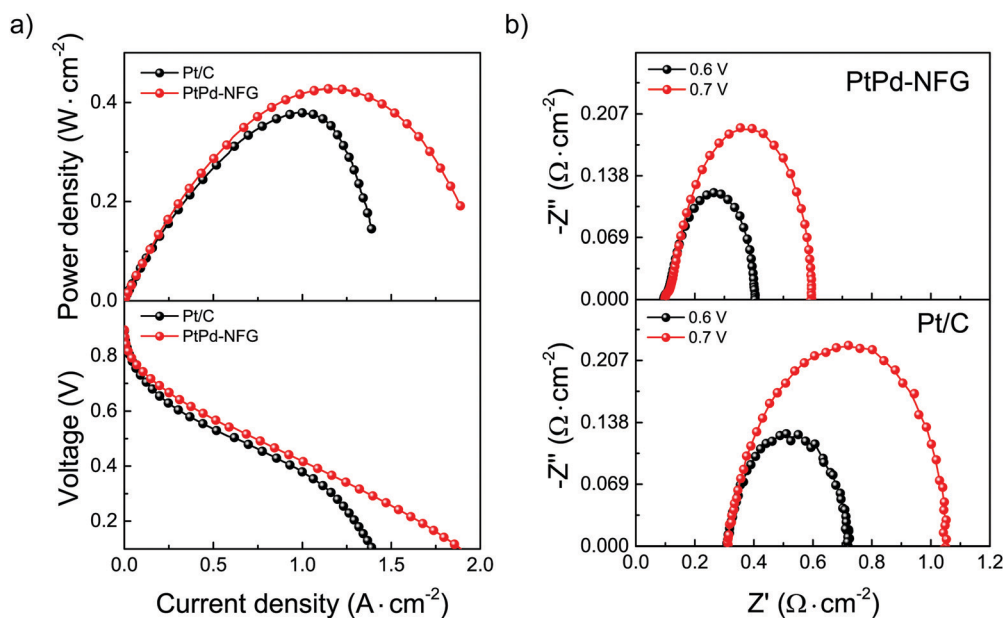 a)
Power density (W·cm⁻²)
0.4
0.2
0.0
Pt/C
PtPd-NFG
Voltage (V)
0.8
0.6
0.4
0.2
Pt/C
PtPd-NFG
0.0 0.5 1.0 1.5 2.0
Current density (A·cm⁻²)
b)
-Z" (Ω·cm⁻²)
0.207
0.138
0.069
0.000
0.6 V
0.7 V
PtPd-NFG
-Z" (Ω·cm⁻²)
0.207
0.138
0.069
0.000
0.6 V
0.7 V
Pt/C
0.0 0.2 0.4 0.6 0.8 1.0 1.2
Z' (Ω·cm⁻²)